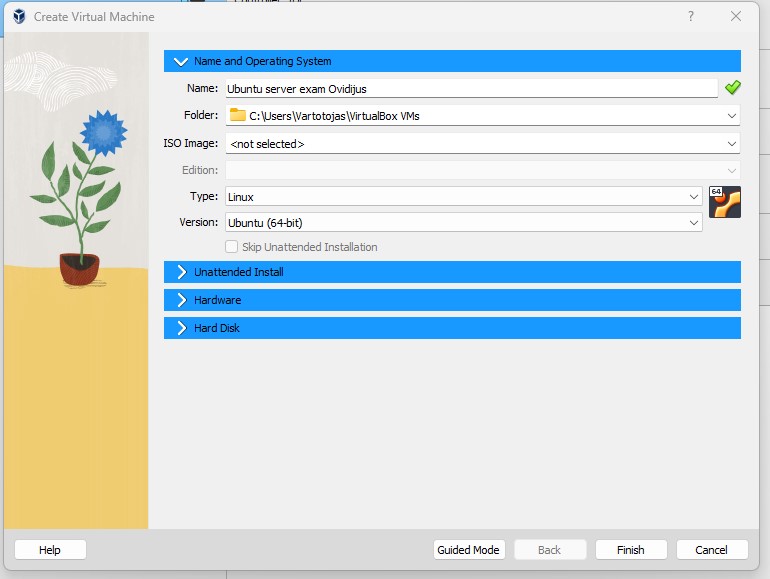 Create Virtual Machine
?
Name and Operating System
Name: Ubuntu server exam Ovidijus
Folder: C:\Users\Vartotojas\VirtualBox VMs
ISO Image: <not selected>
Edition:
Type: Linux
64
Version: Ubuntu (64-bit)
Skip Unattended Installation
Unattended Install
Hardware
Hard Disk
Help Guided Mode Back Finish Cancel